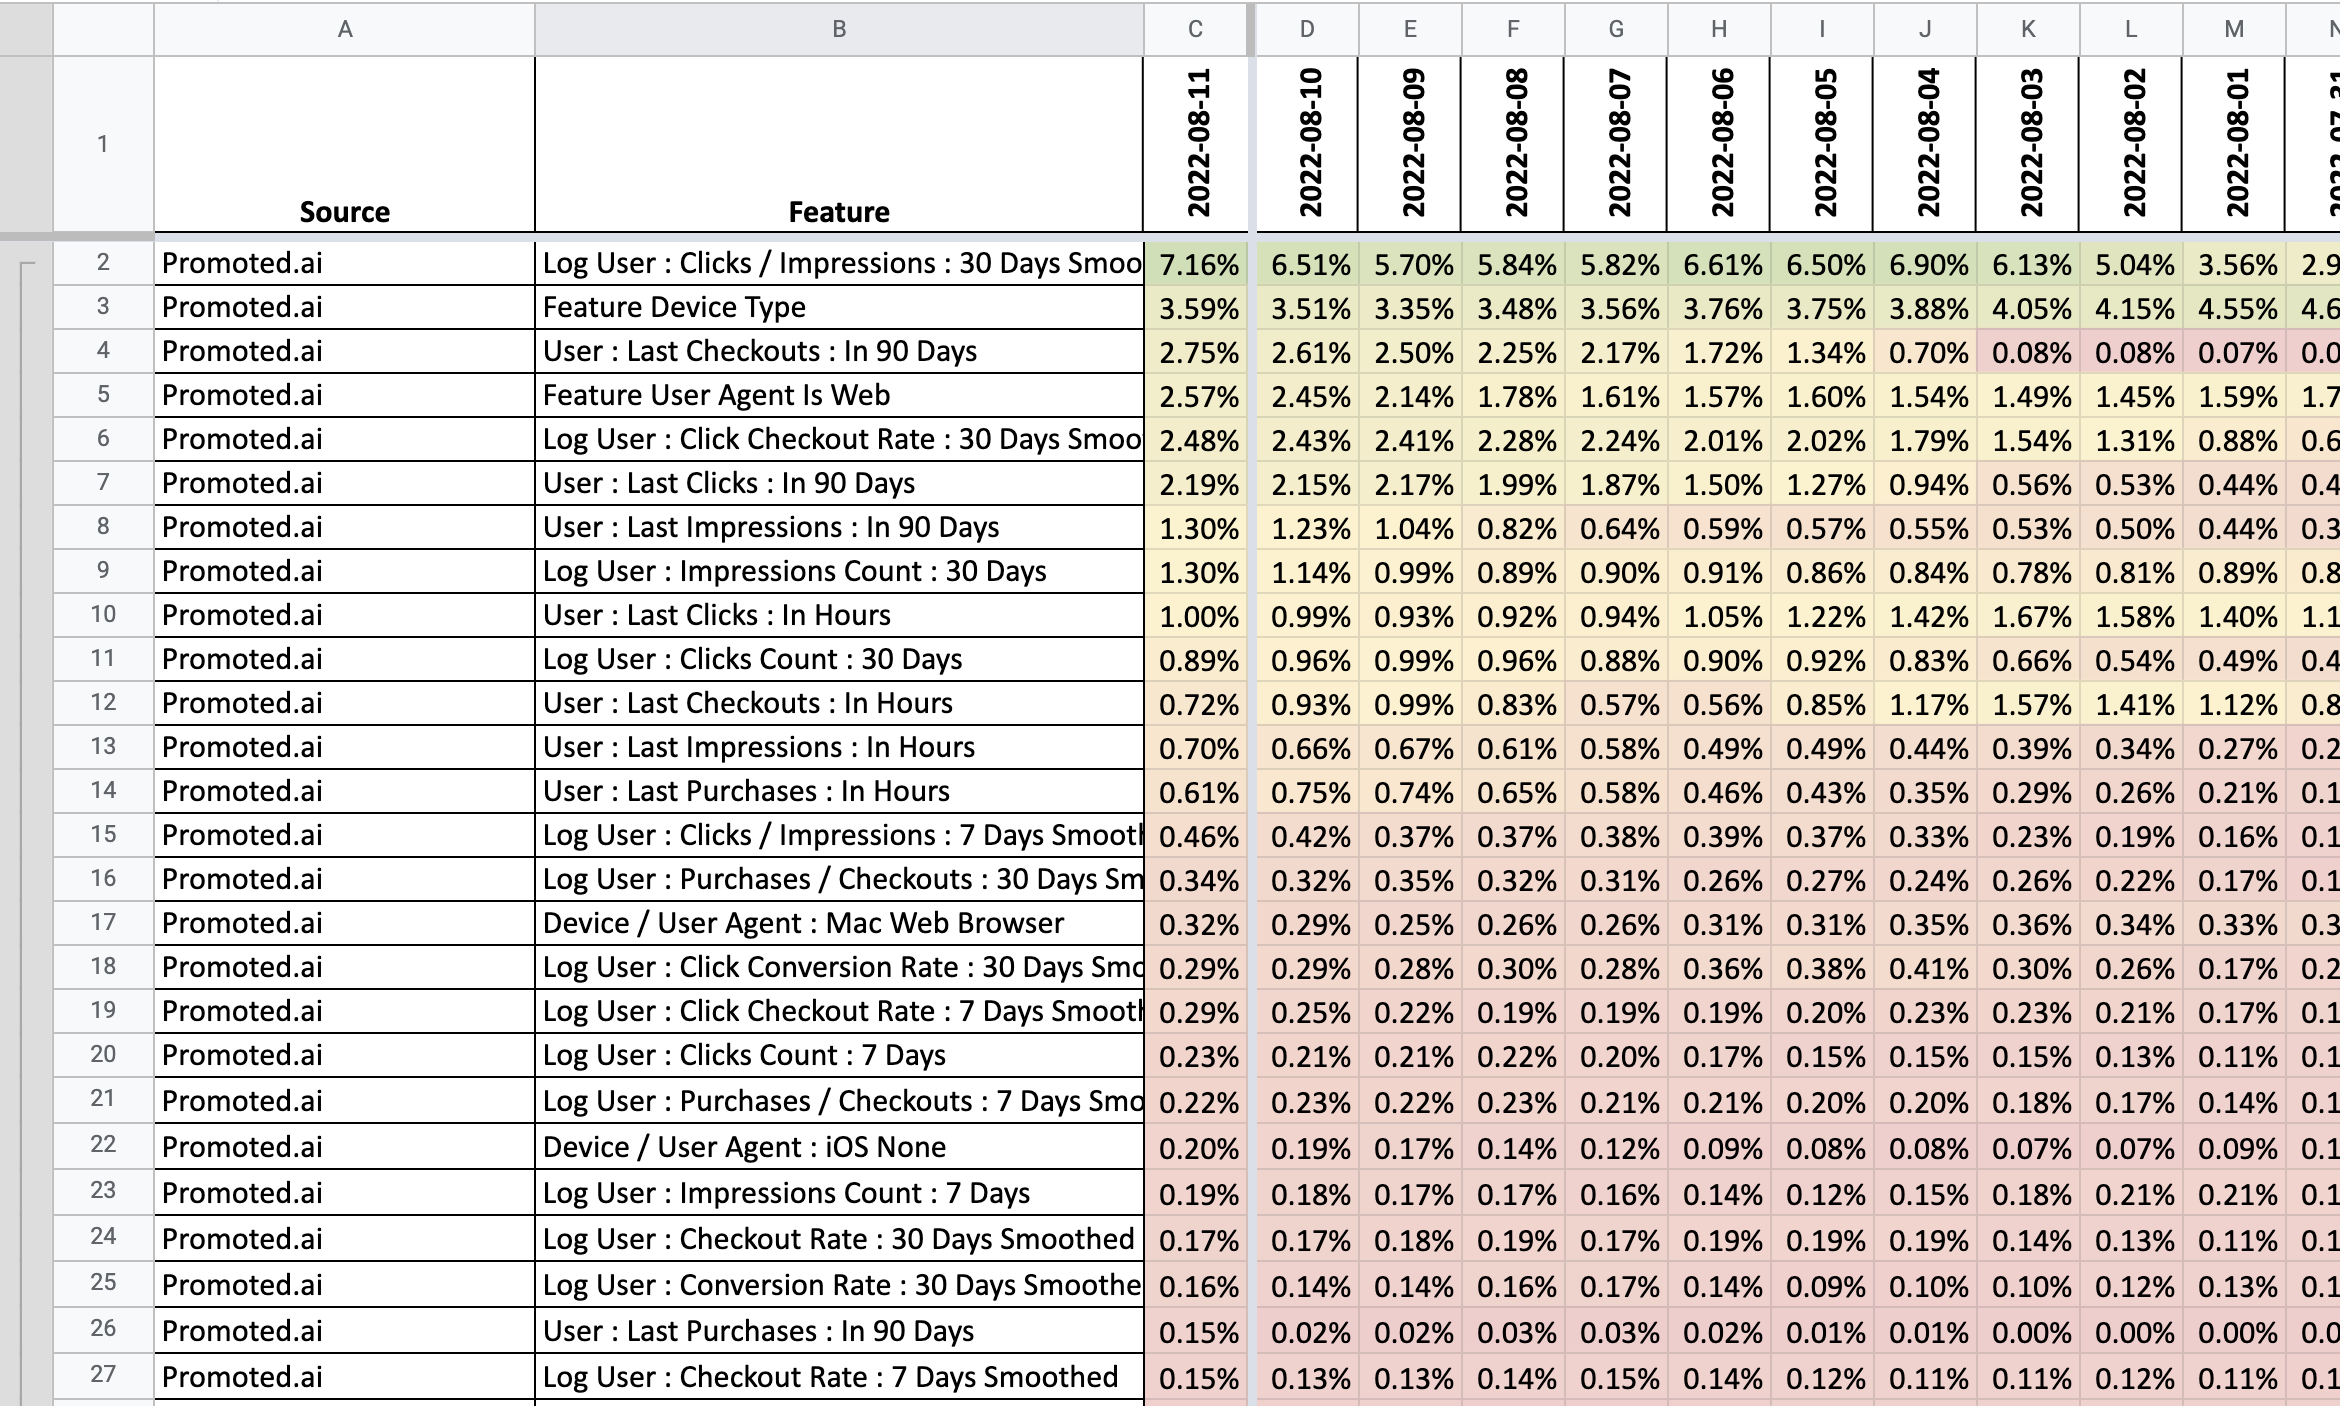 A B C D E F G H I J K L M N
1 Source Feature 2022-08-11 2022-08-10 2022-08-09 2022-08-08 2022-08-07 2022-08-06 2022-08-05 2022-08-04 2022-08-03 2022-08-02 2022-08-01 2022-07-31
2 Promoted.ai Log User : Clicks / Impressions : 30 Days Smoo 7.16% 6.51% 5.70% 5.84% 5.82% 6.61% 6.50% 6.90% 6.13% 5.04% 3.56% 2.9
3 Promoted.ai Feature Device Type 3.59% 3.51% 3.35% 3.48% 3.56% 3.76% 3.75% 3.88% 4.05% 4.15% 4.55% 4.6
4 Promoted.ai User : Last Checkouts : In 90 Days 2.75% 2.61% 2.50% 2.25% 2.17% 1.72% 1.34% 0.70% 0.08% 0.08% 0.07% 0.0
5 Promoted.ai Feature User Agent Is Web 2.57% 2.45% 2.14% 1.78% 1.61% 1.57% 1.60% 1.54% 1.49% 1.45% 1.59% 1.7
6 Promoted.ai Log User : Click Checkout Rate : 30 Days Smoo 2.48% 2.43% 2.41% 2.28% 2.24% 2.01% 2.02% 1.79% 1.54% 1.31% 0.88% 0.6
7 Promoted.ai User : Last Clicks : In 90 Days 2.19% 2.15% 2.17% 1.99% 1.87% 1.50% 1.27% 0.94% 0.56% 0.53% 0.44% 0.4
8 Promoted.ai User : Last Impressions : In 90 Days 1.30% 1.23% 1.04% 0.82% 0.64% 0.59% 0.57% 0.55% 0.53% 0.50% 0.44% 0.3
9 Promoted.ai Log User : Impressions Count : 30 Days 1.30% 1.14% 0.99% 0.89% 0.90% 0.91% 0.86% 0.84% 0.78% 0.81% 0.89% 0.8
10 Promoted.ai User : Last Clicks : In Hours 1.00% 0.99% 0.93% 0.92% 0.94% 1.05% 1.22% 1.42% 1.67% 1.58% 1.40% 1.1
11 Promoted.ai Log User : Clicks Count : 30 Days 0.89% 0.96% 0.99% 0.96% 0.88% 0.90% 0.92% 0.83% 0.66% 0.54% 0.49% 0.4
12 Promoted.ai User : Last Checkouts : In Hours 0.72% 0.93% 0.99% 0.83% 0.57% 0.56% 0.85% 1.17% 1.57% 1.41% 1.12% 0.8
13 Promoted.ai User : Last Impressions : In Hours 0.70% 0.66% 0.67% 0.61% 0.58% 0.49% 0.49% 0.44% 0.39% 0.34% 0.27% 0.2
14 Promoted.ai User : Last Purchases : In Hours 0.61% 0.75% 0.74% 0.65% 0.58% 0.46% 0.43% 0.35% 0.29% 0.26% 0.21% 0.1
15 Promoted.ai Log User : Clicks / Impressions : 7 Days Smooth 0.46% 0.42% 0.37% 0.37% 0.38% 0.39% 0.37% 0.33% 0.23% 0.19% 0.16% 0.1
16 Promoted.ai Log User : Purchases / Checkouts : 30 Days Sm 0.34% 0.32% 0.35% 0.32% 0.31% 0.26% 0.27% 0.24% 0.26% 0.22% 0.17% 0.1
17 Promoted.ai Device / User Agent : Mac Web Browser 0.32% 0.29% 0.25% 0.26% 0.26% 0.31% 0.31% 0.35% 0.36% 0.34% 0.33% 0.3
18 Promoted.ai Log User : Click Conversion Rate : 30 Days Smo 0.29% 0.29% 0.28% 0.30% 0.28% 0.36% 0.38% 0.41% 0.30% 0.26% 0.17% 0.2
19 Promoted.ai Log User : Click Checkout Rate : 7 Days Smooth 0.29% 0.25% 0.22% 0.19% 0.19% 0.19% 0.20% 0.23% 0.23% 0.21% 0.17% 0.1
20 Promoted.ai Log User : Clicks Count : 7 Days 0.23% 0.21% 0.21% 0.22% 0.20% 0.17% 0.15% 0.15% 0.15% 0.13% 0.11% 0.1
21 Promoted.ai Log User : Purchases / Checkouts : 7 Days Smo 0.22% 0.23% 0.22% 0.23% 0.21% 0.21% 0.20% 0.20% 0.18% 0.17% 0.14% 0.1
22 Promoted.ai Device / User Agent : iOS None 0.20% 0.19% 0.17% 0.14% 0.12% 0.09% 0.08% 0.08% 0.07% 0.07% 0.09% 0.1
23 Promoted.ai Log User : Impressions Count : 7 Days 0.19% 0.18% 0.17% 0.17% 0.16% 0.14% 0.12% 0.15% 0.18% 0.21% 0.21% 0.1
24 Promoted.ai Log User : Checkout Rate : 30 Days Smoothed 0.17% 0.17% 0.18% 0.19% 0.17% 0.19% 0.19% 0.19% 0.14% 0.13% 0.11% 0.1
25 Promoted.ai Log User : Conversion Rate : 30 Days Smoothe 0.16% 0.14% 0.14% 0.16% 0.17% 0.14% 0.09% 0.10% 0.10% 0.12% 0.13% 0.1
26 Promoted.ai User : Last Purchases : In 90 Days 0.15% 0.02% 0.02% 0.03% 0.03% 0.02% 0.01% 0.01% 0.00% 0.00% 0.00% 0.0
27 Promoted.ai Log User : Checkout Rate : 7 Days Smoothed 0.15% 0.13% 0.13% 0.14% 0.15% 0.14% 0.12% 0.11% 0.11% 0.12% 0.11% 0.1